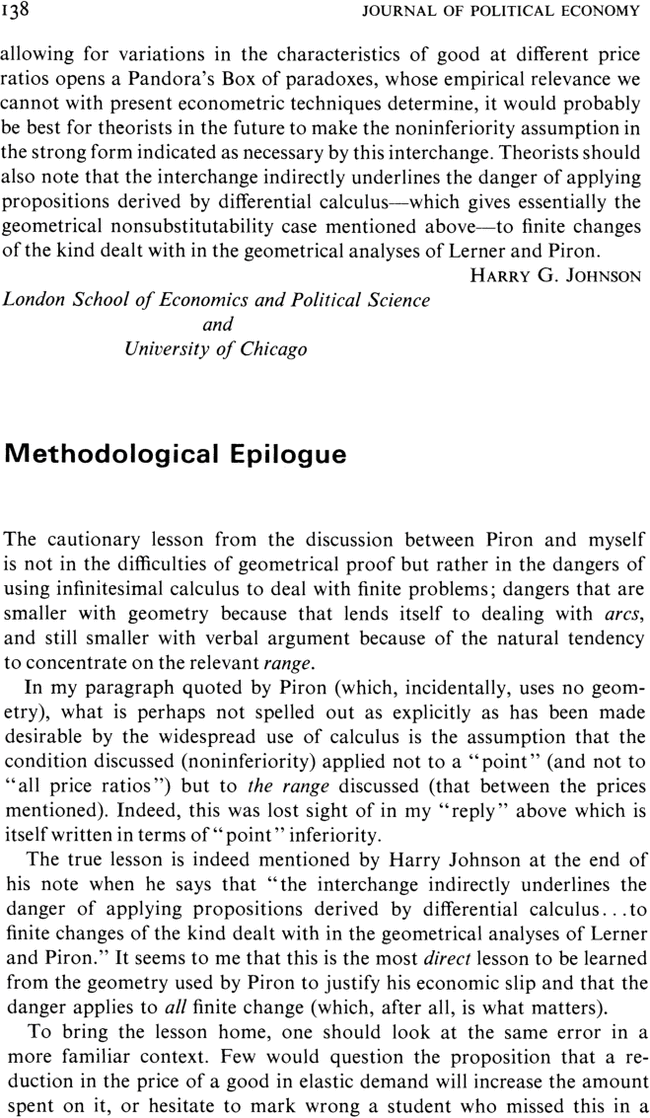 138 JOURNAL OF POLITICAL ECONOMY
allowing for variations in the characteristics of good at different price
ratios opens a Pandora's Box of paradoxes, whose empirical relevance we
cannot with present econometric techniques determine, it would probably
be best for theorists in the future to make the noninferiority assumption in
the strong form indicated as necessary by this interchange. Theorists should
also note that the interchange indirectly underlines the danger of applying
propositions derived by differential calculus—which gives essentially the
geometrical nonsubstitutability case mentioned above—to finite changes
of the kind dealt with in the geometrical analyses of Lerner and Piron.
HARRY G. JOHNSON
London School of Economics and Political Science
and
University of Chicago
Methodological Epilogue
The cautionary lesson from the discussion between Piron and myself
is not in the difficulties of geometrical proof but rather in the dangers of
using infinitesimal calculus to deal with finite problems; dangers that are
smaller with geometry because that lends itself to dealing with arcs,
and still smaller with verbal argument because of the natural tendency
to concentrate on the relevant range.
In my paragraph quoted by Piron (which, incidentally, uses no geom-
etry), what is perhaps not spelled out as explicitly as has been made
desirable by the widespread use of calculus is the assumption that the
condition discussed (noninferiority) applied not to a "point" (and not to
"all price ratios") but to the range discussed (that between the prices
mentioned). Indeed, this was lost sight of in my "reply" above which is
itself written in terms of "point" inferiority.
The true lesson is indeed mentioned by Harry Johnson at the end of
his note when he says that "the interchange indirectly underlines the
danger of applying propositions derived by differential calculus...to
finite changes of the kind dealt with in the geometrical analyses of Lerner
and Piron." It seems to me that this is the most direct lesson to be learned
from the geometry used by Piron to justify his economic slip and that the
danger applies to all finite change (which, after all, is what matters).
To bring the lesson home, one should look at the same error in a
more familiar context. Few would question the proposition that a re-
duction in the price of a good in elastic demand will increase the amount
spent on it, or hesitate to mark wrong a student who missed this in a